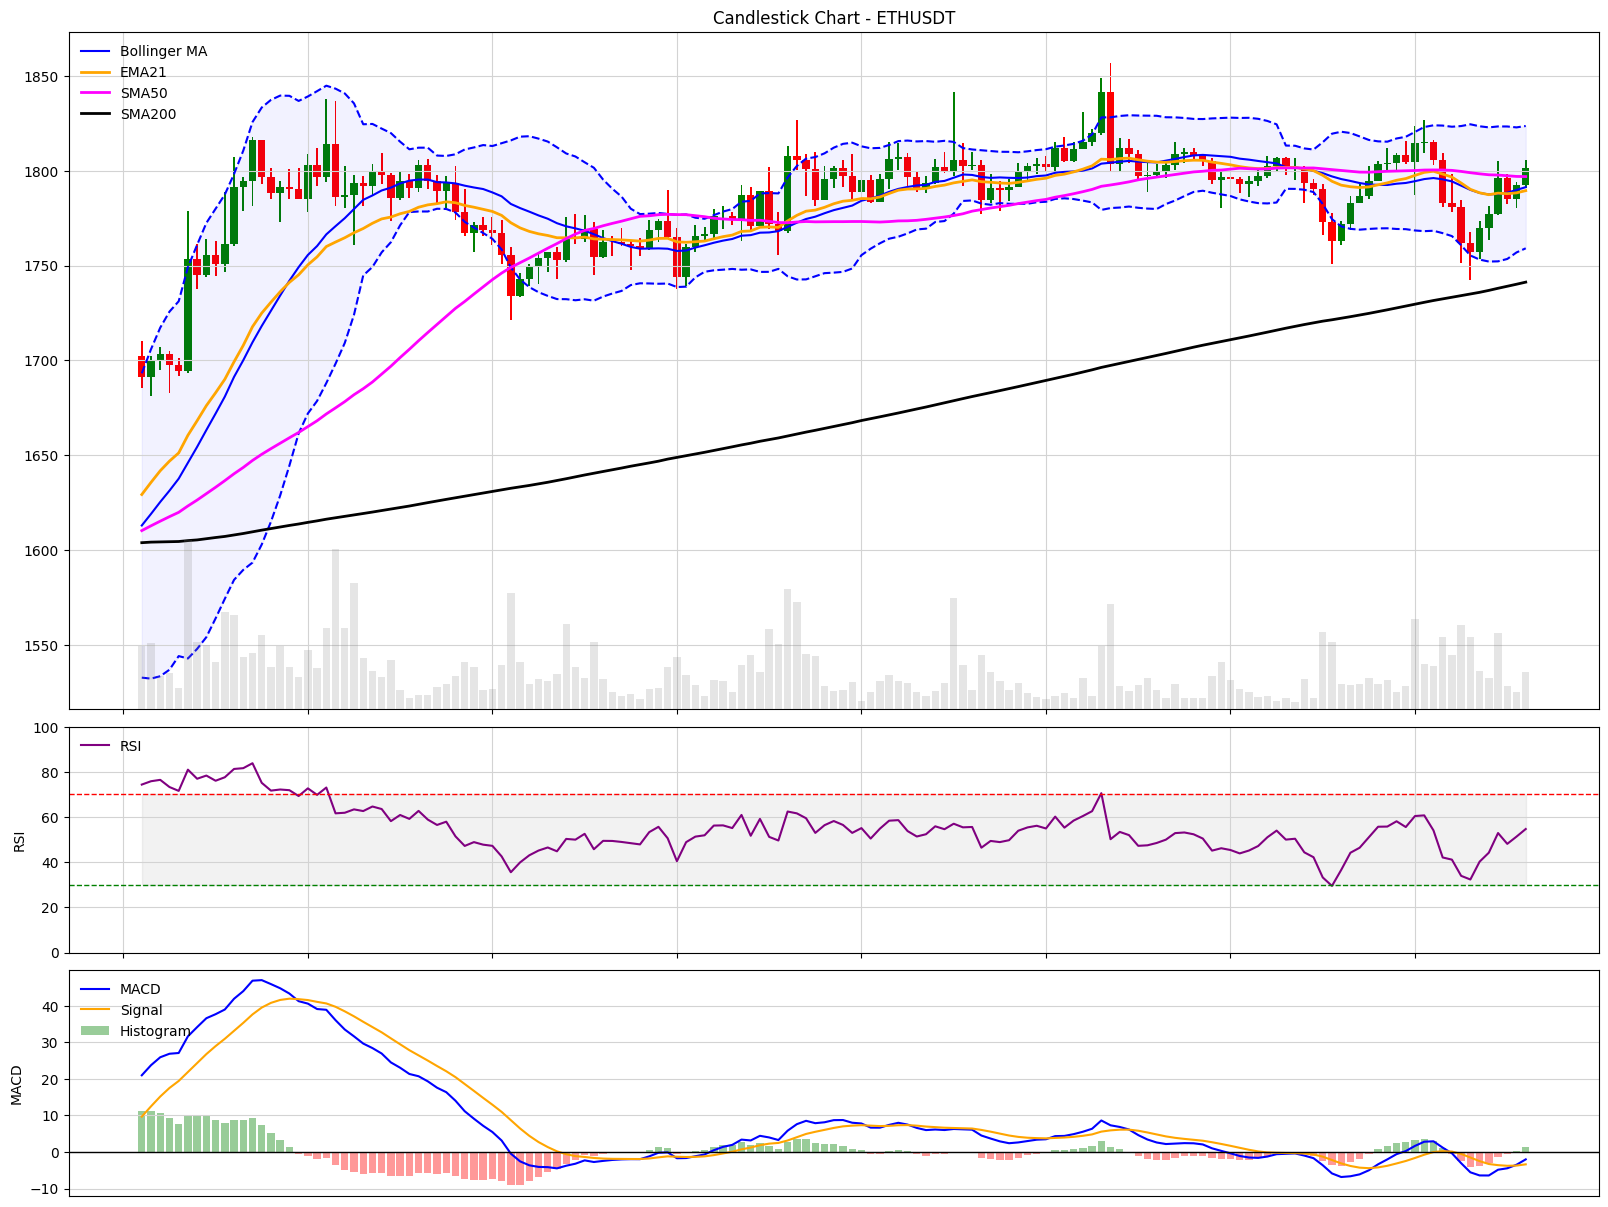 Candlestick Chart - ETHUSDT
Bollinger MA
EMA21
SMA50
SMA200
1850
1800
1750
1700
1650
1600
1550
RSI
100
80
60
40
20
0
RSI
MACD
Signal
Histogram
40
30
20
10
0
−10
MACD